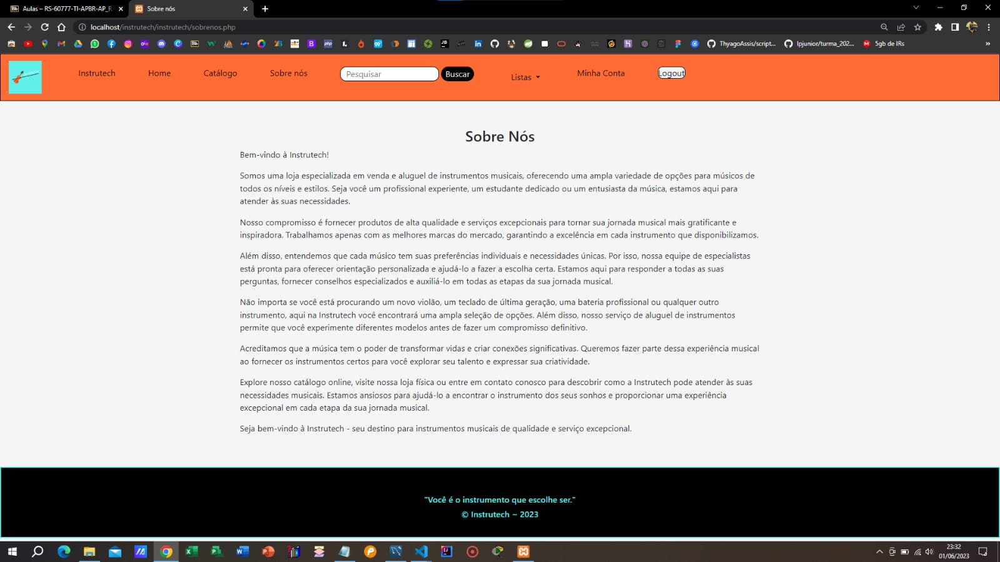 Aulas – RS-60777-TI-APBR-AP_R
Sobre nós
localhost/instrutech/instrutech/sobrenos.php
ThyagoAssis/script...
lpjunior/turma_202...
5gb de IRs
Instrutech
Home
Catálogo
Sobre nós
Pesquisar
Buscar
Listas
Minha Conta
Logout
Sobre Nós
Bem-vindo à Instrutech!
Somos uma loja especializada em venda e aluguel de instrumentos musicais, oferecendo uma ampla variedade de opções para músicos de
todos os níveis e estilos. Seja você um profissional experiente, um estudante dedicado ou um entusiasta da música, estamos aqui para
atender às suas necessidades.
Nosso compromisso é fornecer produtos de alta qualidade e serviços excepcionais para tornar sua jornada musical mais gratificante e
inspiradora. Trabalhamos apenas com as melhores marcas do mercado, garantindo a excelência em cada instrumento que disponibilizamos.
Além disso, entendemos que cada músico tem suas preferências individuais e necessidades únicas. Por isso, nossa equipe de especialistas
está pronta para oferecer orientação personalizada e ajudá-lo a fazer a escolha certa. Estamos aqui para responder a todas as suas
perguntas, fornecer conselhos especializados e auxiliá-lo em todas as etapas da sua jornada musical.
Não importa se você está procurando um novo violão, um teclado de última geração, uma bateria profissional ou qualquer outro
instrumento, aqui na Instrutech você encontrará uma ampla seleção de opções. Além disso, nosso serviço de aluguel de instrumentos
permite que você experimente diferentes modelos antes de fazer um compromisso definitivo.
Acreditamos que a música tem o poder de transformar vidas e criar conexões significativas. Queremos fazer parte dessa experiência musical
ao fornecer os instrumentos certos para você explorar seu talento e expressar sua criatividade.
Explore nosso catálogo online, visite nossa loja física ou entre em contato conosco para descobrir como a Instrutech pode atender às suas
necessidades musicais. Estamos ansiosos para ajudá-lo a encontrar o instrumento dos seus sonhos e proporcionar uma experiência
excepcional em cada etapa da sua jornada musical.
Seja bem-vindo à Instrutech - seu destino para instrumentos musicais de qualidade e serviço excepcional.
"Você é o instrumento que escolhe ser."
© Instrutech ~ 2023
23:32
01/06/2023